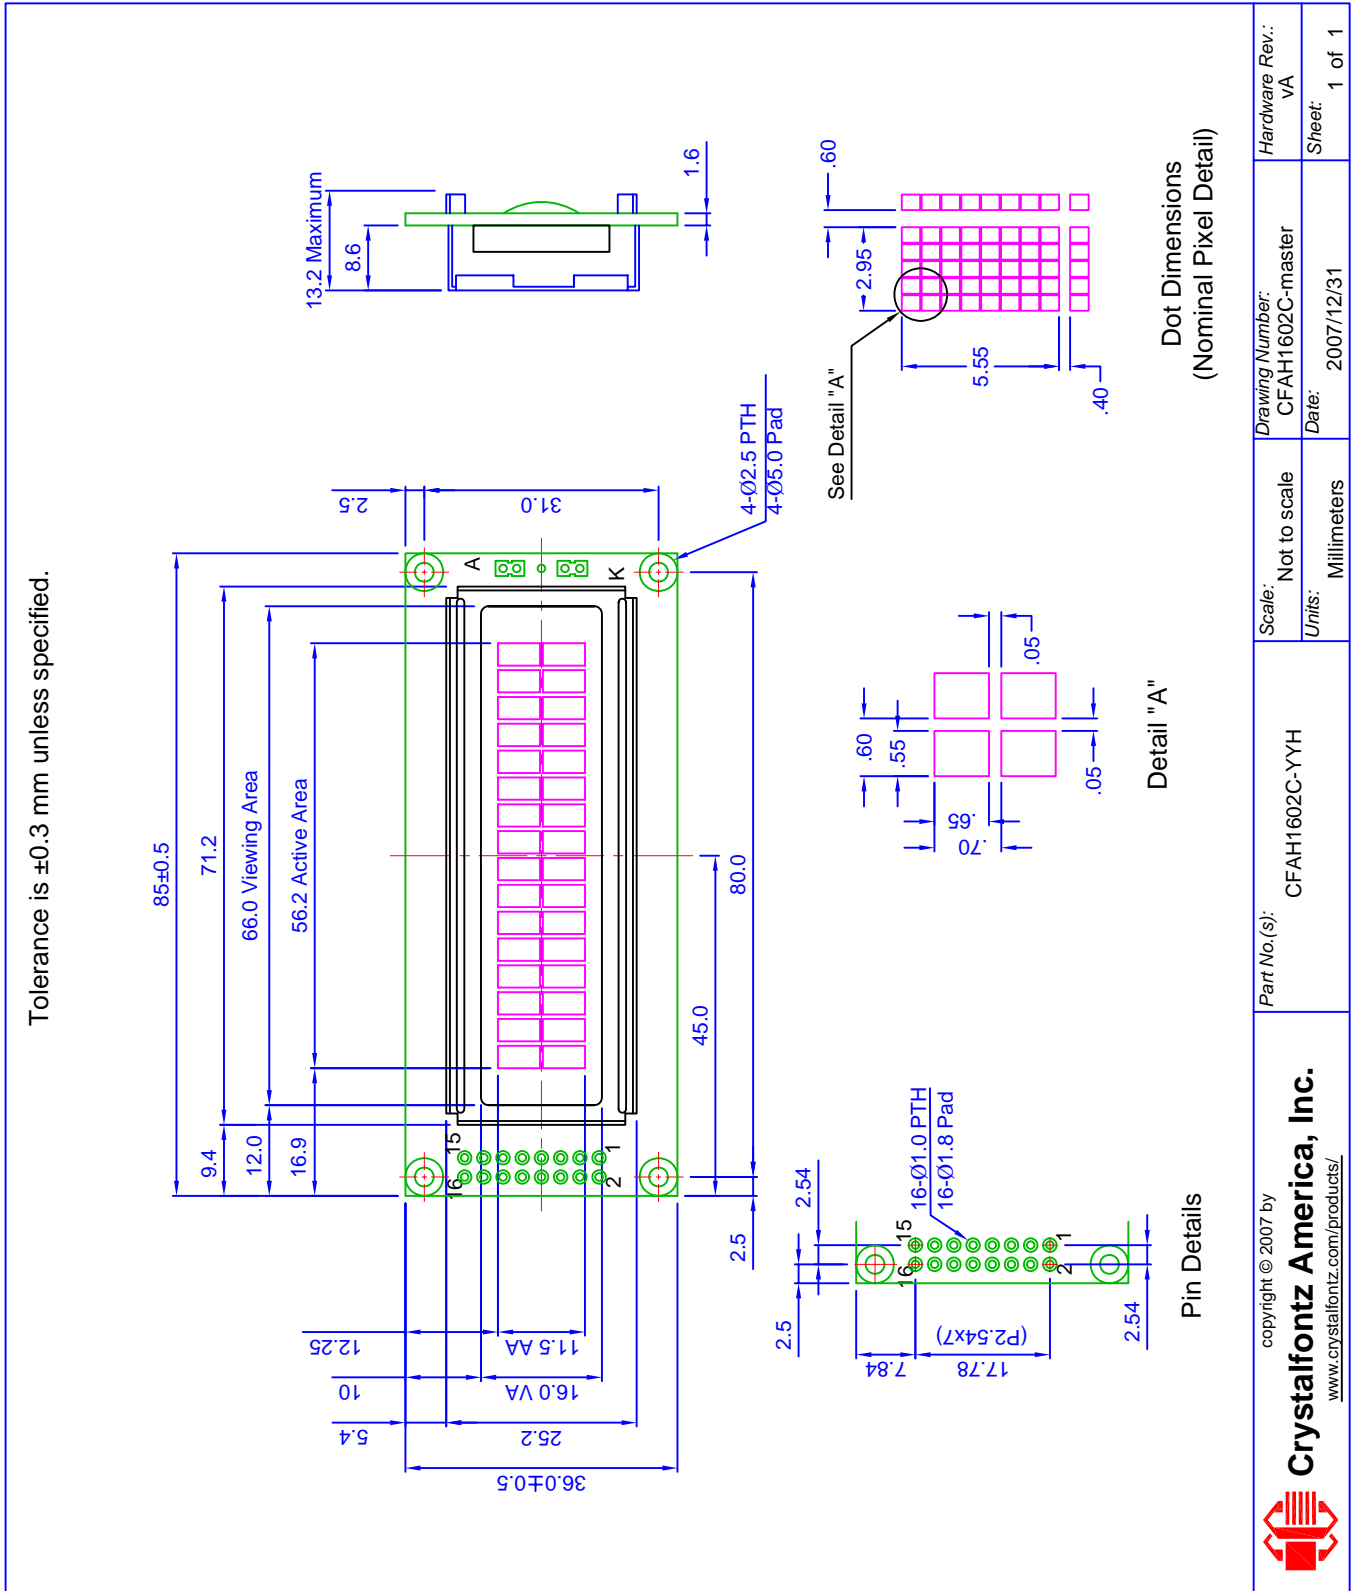 Tolerance is ±0.3 mm unless specified.
85±0.5
71.2
66.0 Viewing Area
56.2 Active Area
9.4
12.0
16.9
2.5
31.0
4-Ø2.5 PTH
4-Ø5.0 Pad
A
K
15
16
1
2
80.0
45.0
2.5
12.25
11.5 AA
10
16.0 VA
5.4
25.2
36.0±0.5
13.2 Maximum
8.6
1.6
Pin Details
2.5
2.54
16-Ø1.0 PTH
16-Ø1.8 Pad
15
16
1
2
7.84
17.78
(P2.54x7)
2.54
Detail "A"
.60
.55
.65
.70
.05
.05
See Detail "A"
2.95
.60
5.55
.40
Dot Dimensions
(Nominal Pixel Detail)
copyright © 2007 by
Crystalfontz America, Inc.
www.crystalfontz.com/products/
Part No.(s):
CFAH1602C-YYH
Scale:
Not to scale
Units:
Millimeters
Drawing Number:
CFAH1602C-master
Date:
2007/12/31
Hardware Rev.:
vA
Sheet:
1 of 1